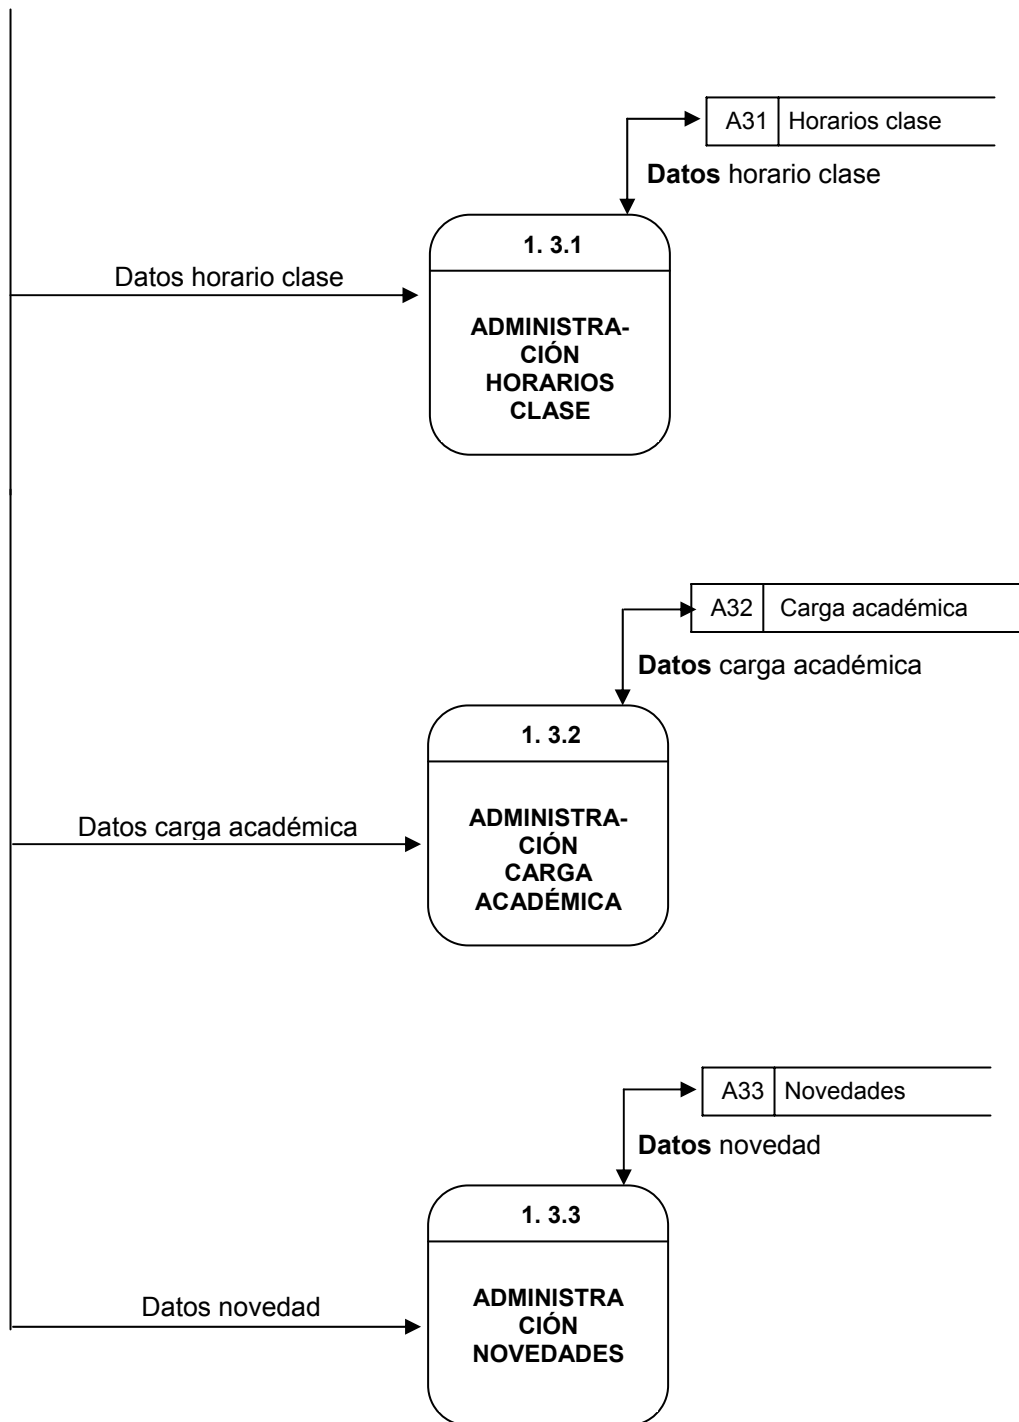 A31 Horarios clase
Datos horario clase
1. 3.1
Datos horario clase
ADMINISTRA-
CIÓN
HORARIOS
CLASE
A32 Carga académica
Datos carga académica
1. 3.2
Datos carga académica
ADMINISTRA-
CIÓN
CARGA
ACADÉMICA
A33 Novedades
Datos novedad
1. 3.3
Datos novedad
ADMINISTRA
CIÓN
NOVEDADES